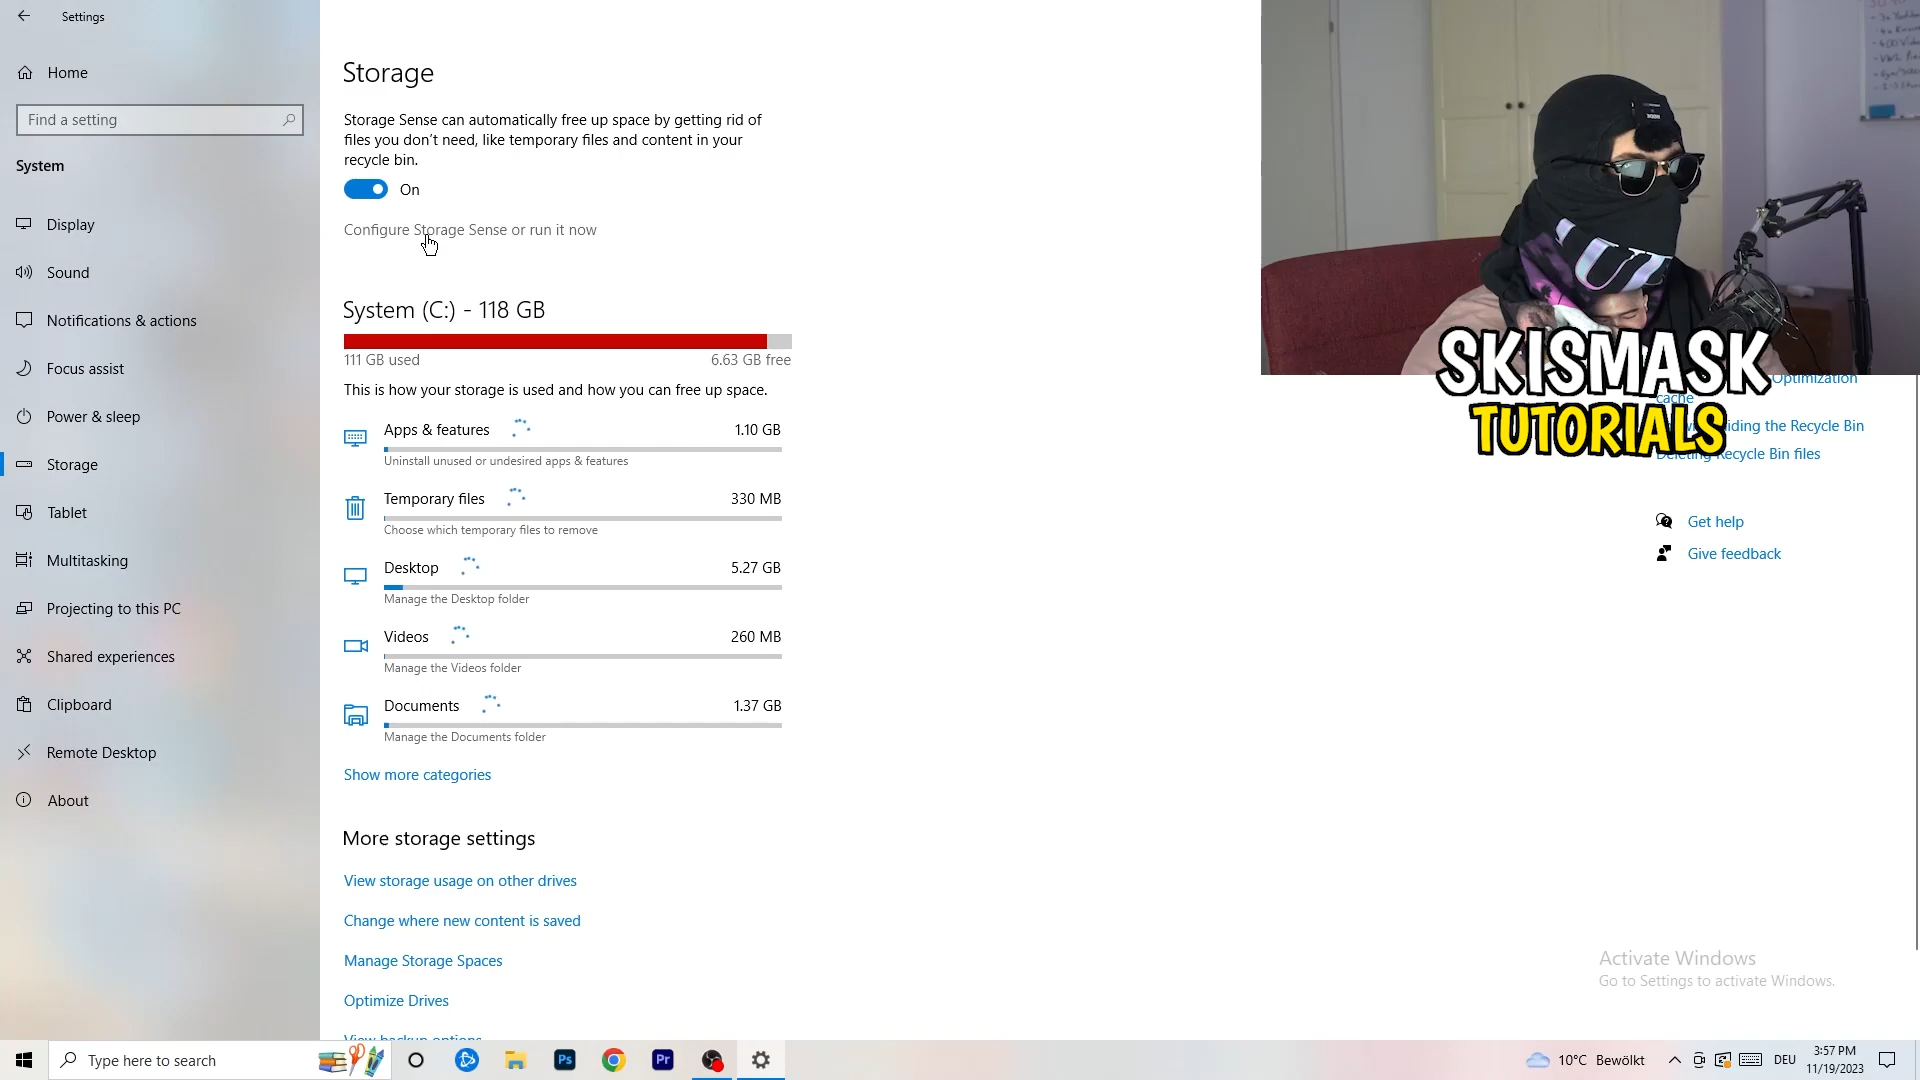 Settings
Home
Find a setting
System
Display
Sound
Notifications & actions
Focus assist
Power & sleep
Storage
Tablet
Multitasking
Projecting to this PC
Shared experiences
Clipboard
Remote Desktop
About
Storage
Storage Sense can automatically free up space by getting rid of
files you don't need, like temporary files and content in your
recycle bin.
On
Configure Storage Sense or run it now
System (C:) - 118 GB
111 GB used
6.63 GB free
This is how your storage is used and how you can free up space.
Apps & features
1.10 GB
Uninstall unused or undesired apps & features
Temporary files
330 MB
Choose which temporary files to remove
Desktop
5.27 GB
Manage the Desktop folder
Videos
260 MB
Manage the Videos folder
Documents
1.37 GB
Manage the Documents folder
Show more categories
More storage settings
View storage usage on other drives
Change where new content is saved
Manage Storage Spaces
Optimize Drives
View backup options
SKISMASK
TUTORIALS
Optimization
cache
the Recycle Bin
Deleting Recycle Bin files
Get help
Give feedback
Activate Windows
Go to Settings to activate Windows.
Type here to search
Ps
Pr
10°C Bewölkt
DEU
3:57 PM
11/19/2023